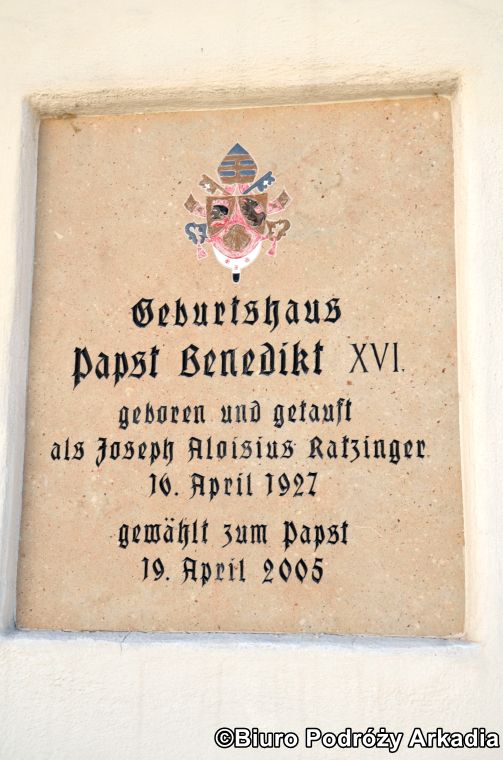 Geburtshaus
Papst Benedikt XVI.
geboren und getauft
als Joseph Aloisius Ratzinger
16. April 1927
gewählt zum Papst
19. April 2005
©Biuro Podróży Arkadia